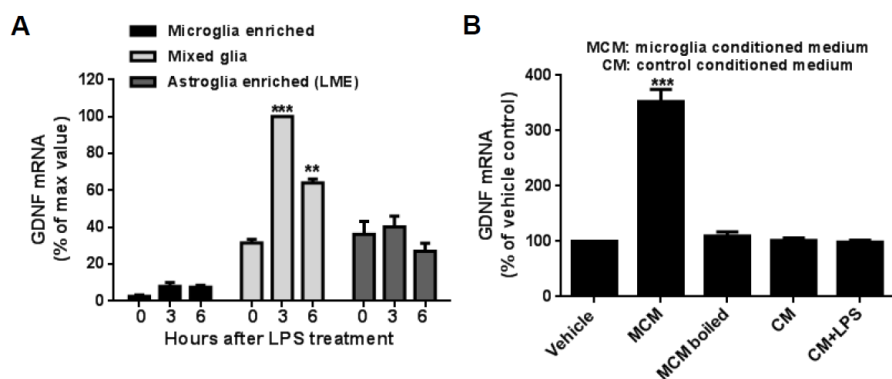 A
Microglia enriched
Mixed glia
Astroglia enriched (LME)
GDNF mRNA
(% of max value)
120
100
80
60
40
20
0
***
**
0 3 6 0 3 6 0 3 6
Hours after LPS treatment
B
MCM: microglia conditioned medium
CM: control conditioned medium
GDNF mRNA
(% of vehicle control)
400
300
200
100
0
***
Vehicle
MCM
MCM boiled
CM
CM+LPS